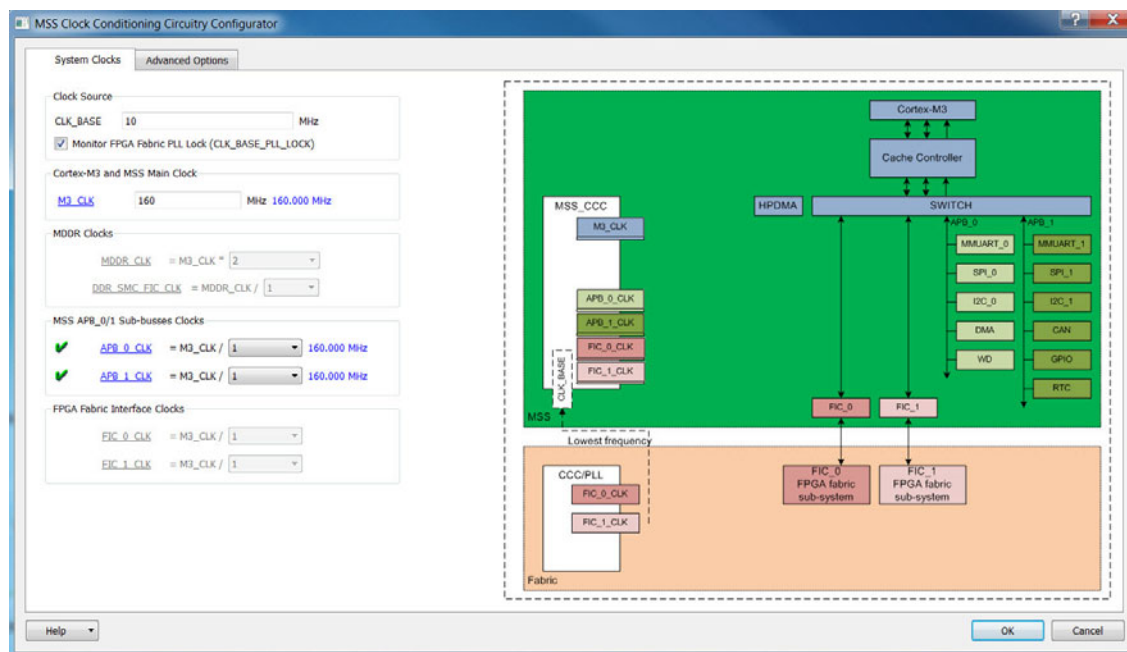 MSS Clock Conditioning Circuitry Configurator
System Clocks
Advanced Options
Clock Source
CLK_BASE 10 MHz
Monitor FPGA Fabric PLL Lock (CLK_BASE_PLL_LOCK)
Cortex-M3 and MSS Main Clock
M3_CLK 160 MHz 160.000 MHz
MDDR Clocks
MDDR_CLK = M3_CLK * 2
DDR_SMC_FIC_CLK = MDDR_CLK / 1
MSS APB_0/1 Sub-busses Clocks
APB_0_CLK = M3_CLK / 1 160.000 MHz
APB_1_CLK = M3_CLK / 1 160.000 MHz
FPGA Fabric Interface Clocks
FIC_0_CLK = M3_CLK / 1
FIC_1_CLK = M3_CLK / 1
Cortex-M3
Cache Controller
MSS_CCC
HPDMA
SWITCH
M3_CLK
APB_0
APB_1
MMUART_0
MMUART_1
SPI_0
SPI_1
APB_0_CLK
I2C_0
I2C_1
APB_1_CLK
DMA
CAN
FIC_0_CLK
WD
GPIO
FIC_1_CLK
RTC
CLK_BASE
FIC_0
FIC_1
MSS
Lowest frequency
CCC/PLL
FIC_0_CLK
FIC_1_CLK
FIC_0
FPGA fabric
sub-system
FIC_1
FPGA fabric
sub-system
Fabric
Help
OK
Cancel